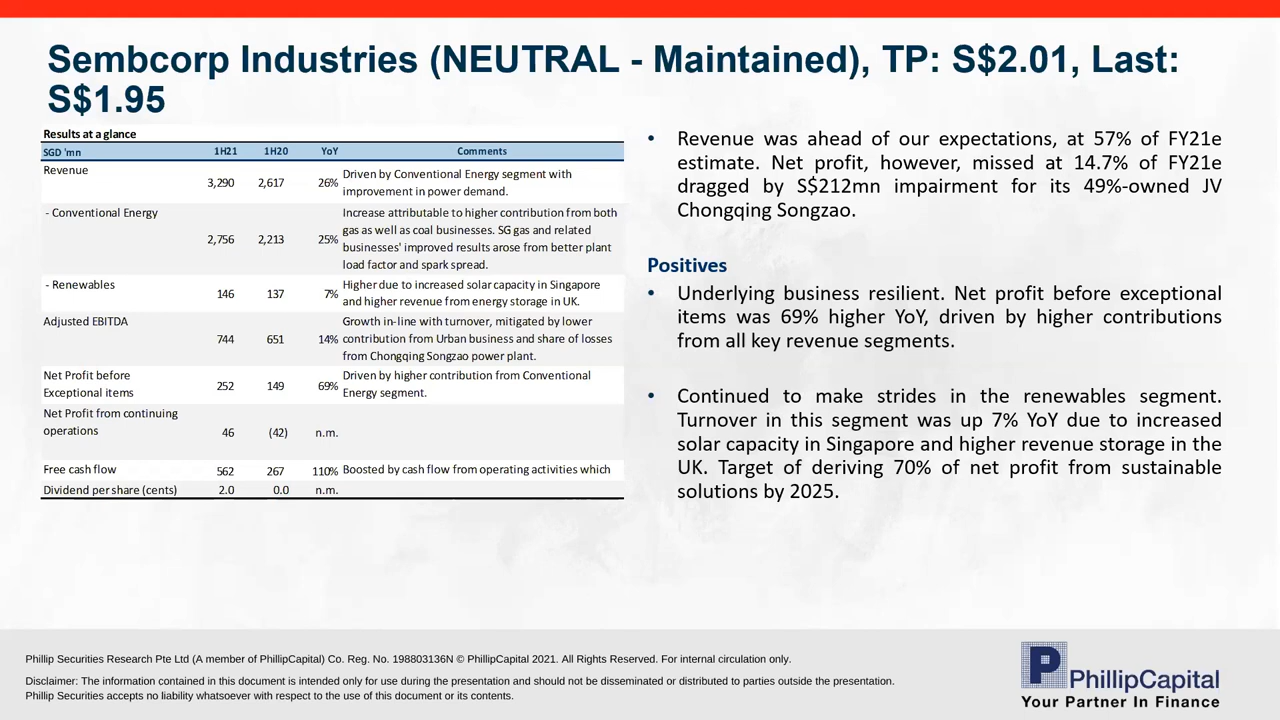 Sembcorp Industries (NEUTRAL - Maintained), TP: S$2.01, Last:
S$1.95
Results at a glance
SGD 'mn 1H21 1H20 YoY Comments
Revenue 3,290 2,617 26% Driven by Conventional Energy segment with
improvement in power demand.
- Conventional Energy 2,756 2,213 25% Increase attributable to higher contribution from both
gas as well as coal businesses. SG gas and related
businesses' improved results arose from better plant
load factor and spark spread.
- Renewables 146 137 7% Higher due to increased solar capacity in Singapore
and higher revenue from energy storage in UK.
Adjusted EBITDA 744 651 14% Growth in-line with turnover, mitigated by lower
contribution from Urban business and share of losses
from Chongqing Songzao power plant.
Net Profit before 252 149 69% Driven by higher contribution from Conventional
Exceptional items Energy segment.
Net Profit from continuing
operations 46 (42) n.m.
Free cash flow 562 267 110% Boosted by cash flow from operating activities which
Dividend per share (cents) 2.0 0.0 n.m.
• Revenue was ahead of our expectations, at 57% of FY21e
estimate. Net profit, however, missed at 14.7% of FY21e
dragged by S$212mn impairment for its 49%-owned JV
Chongqing Songzao.
Positives
• Underlying business resilient. Net profit before exceptional
items was 69% higher YoY, driven by higher contributions
from all key revenue segments.
• Continued to make strides in the renewables segment.
Turnover in this segment was up 7% YoY due to increased
solar capacity in Singapore and higher revenue storage in the
UK. Target of deriving 70% of net profit from sustainable
solutions by 2025.
Phillip Securities Research Pte Ltd (A member of PhillipCapital) Co. Reg. No. 198803136N © PhillipCapital 2021. All Rights Reserved. For internal circulation only.
Disclaimer: The information contained in this document is intended only for use during the presentation and should not be disseminated or distributed to parties outside the presentation.
Phillip Securities accepts no liability whatsoever with respect to the use of this document or its contents.
PhillipCapital
Your Partner In Finance